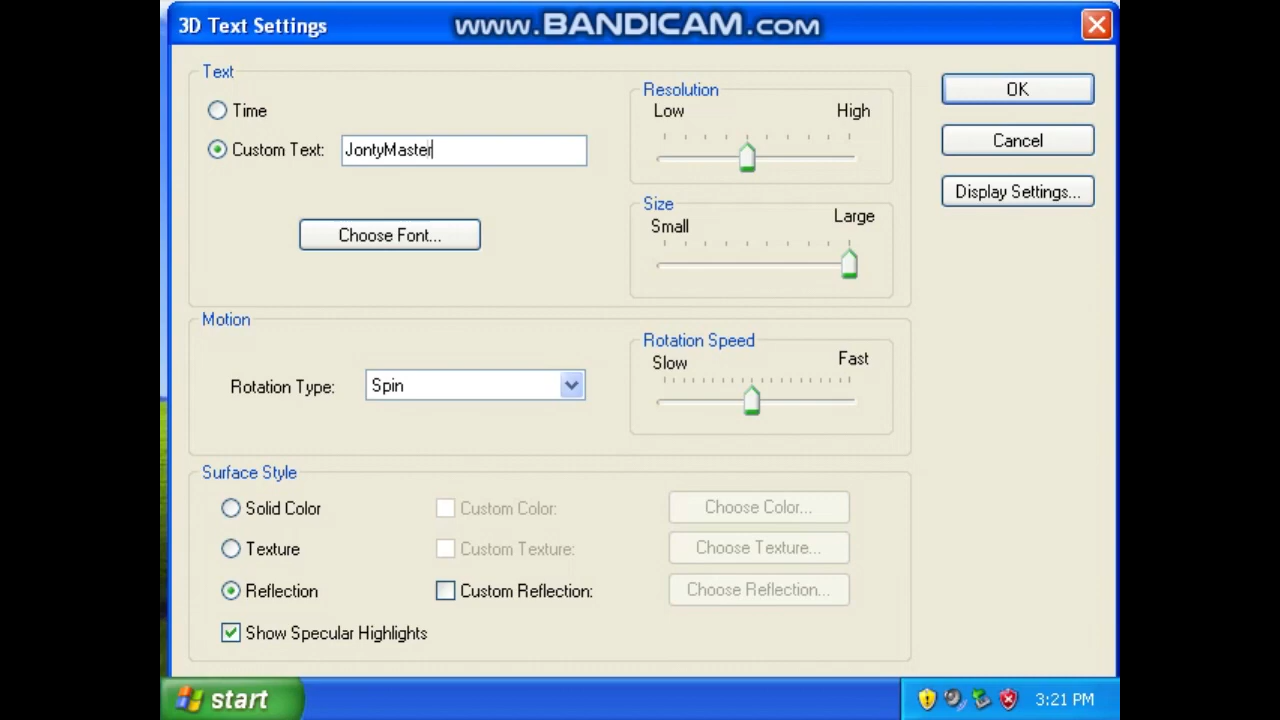 3D Text Settings
www.BANDICAM.com
Text
Time
Custom Text: JontyMaster
Choose Font...
Resolution
Low High
Size
Small Large
OK
Cancel
Display Settings...
Motion
Rotation Type: Spin
Rotation Speed
Slow Fast
Surface Style
Solid Color Custom Color: Choose Color...
Texture Custom Texture: Choose Texture...
Reflection Custom Reflection: Choose Reflection...
Show Specular Highlights
start 3:21 PM